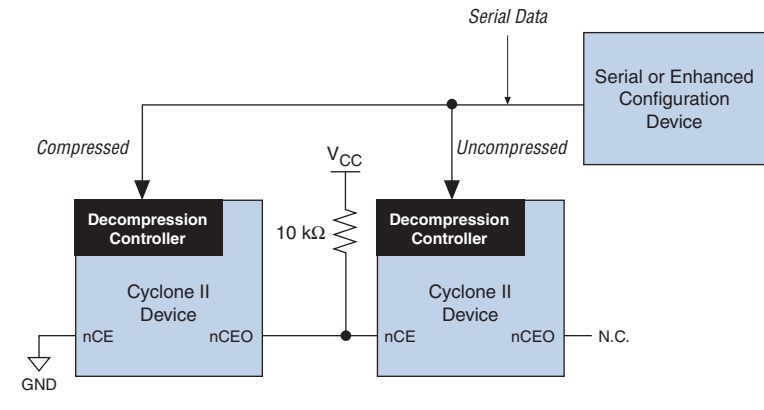 Serial Data
Serial or Enhanced
Configuration
Device
Compressed
Uncompressed
VCC
Decompression
Controller
10 kΩ
Decompression
Controller
Cyclone II
Device
Cyclone II
Device
nCE
nCEO
nCE
nCEO
N.C.
GND